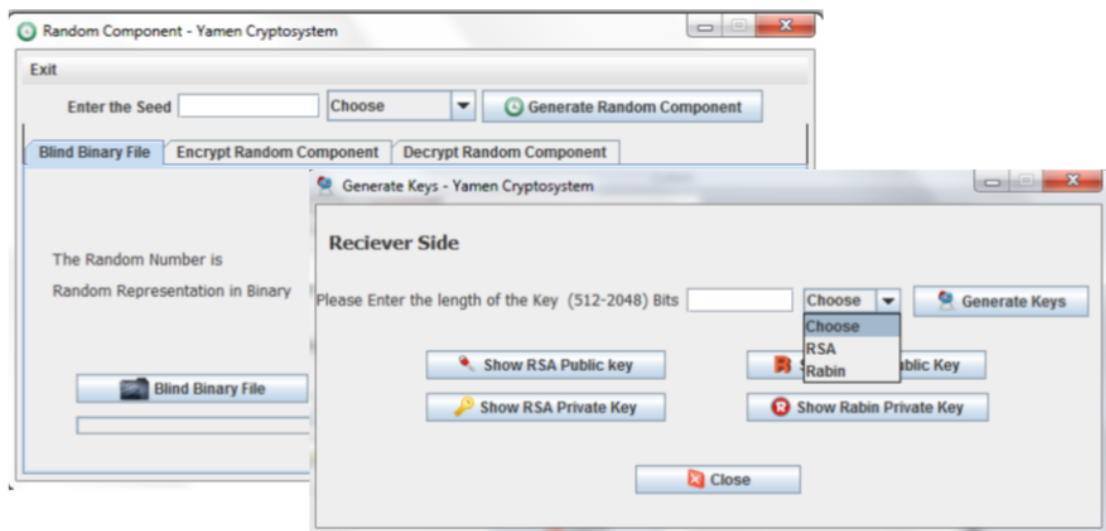 Random Component - Yamen Cryptosystem
Exit
Enter the Seed Choose Generate Random Component
Blind Binary File Encrypt Random Component Decrypt Random Component
The Random Number is
Random Representation in Binary
Blind Binary File
Generate Keys - Yamen Cryptosystem
Reciever Side
Please Enter the length of the Key (512-2048) Bits Choose Generate Keys
Choose
RSA
Rabin
Show RSA Public key
Key
Show RSA Private Key Show Rabin Private Key
Close